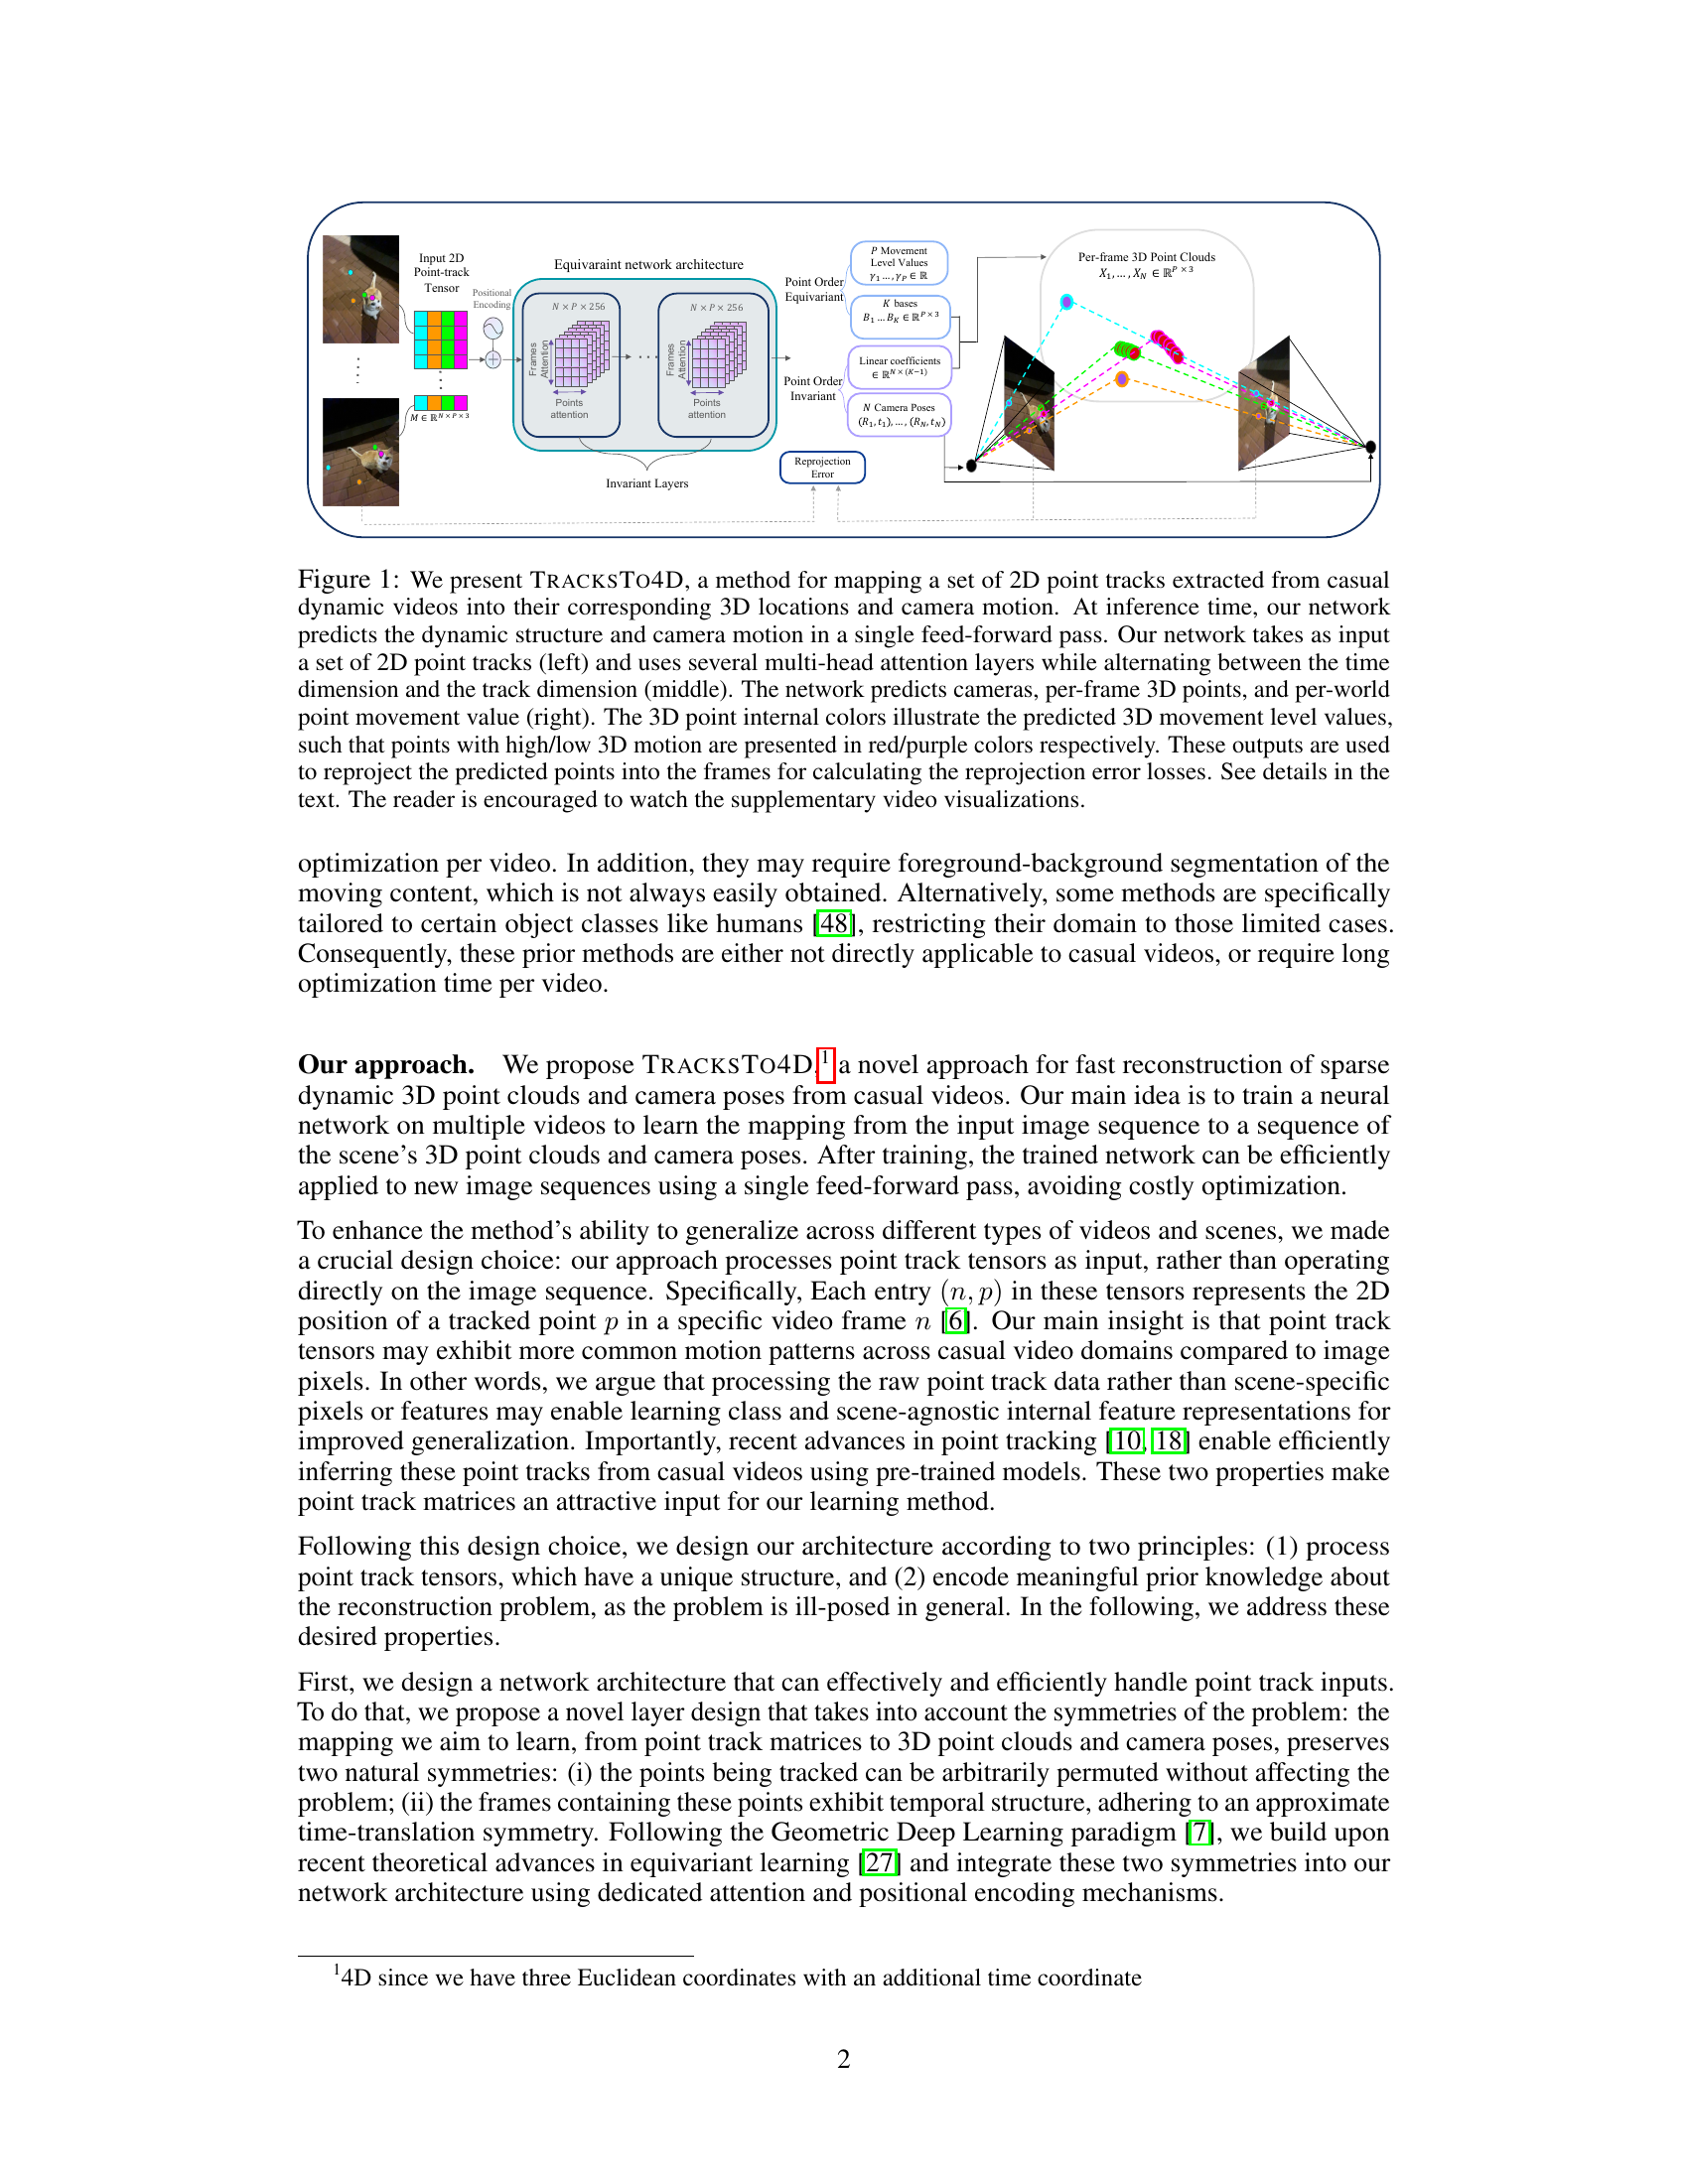 Input 2D
Point-track
Tensor
M ∈ ℝ^{N×P×3}
Positional
Encoding
Equivaraint network architecture
N × P × 256
Frames
Attention
Points
attention
N × P × 256
Frames
Attention
Points
attention
Invariant Layers
Point Order
Equivariant
Point Order
Invariant
P Movement
Level Values
γ₁ …, γ_P ∈ ℝ
K bases
B₁ … B_K ∈ ℝ^{P×3}
Linear coefficients
∈ ℝ^{N×(K−1)}
N Camera Poses
(R₁, t₁), …, (R_N, t_N)
Reprojection
Error
Per-frame 3D Point Clouds
X₁, …, X_N ∈ ℝ^{P×3}
Figure 1: We present TRACKSTO4D, a method for mapping a set of 2D point tracks extracted from casual
dynamic videos into their corresponding 3D locations and camera motion. At inference time, our network
predicts the dynamic structure and camera motion in a single feed-forward pass. Our network takes as input
a set of 2D point tracks (left) and uses several multi-head attention layers while alternating between the time
dimension and the track dimension (middle). The network predicts cameras, per-frame 3D points, and per-world
point movement value (right). The 3D point internal colors illustrate the predicted 3D movement level values,
such that points with high/low 3D motion are presented in red/purple colors respectively. These outputs are used
to reproject the predicted points into the frames for calculating the reprojection error losses. See details in the
text. The reader is encouraged to watch the supplementary video visualizations.
optimization per video. In addition, they may require foreground-background segmentation of the
moving content, which is not always easily obtained. Alternatively, some methods are specifically
tailored to certain object classes like humans [48], restricting their domain to those limited cases.
Consequently, these prior methods are either not directly applicable to casual videos, or require long
optimization time per video.
Our approach. We propose TRACKSTO4D,¹ a novel approach for fast reconstruction of sparse
dynamic 3D point clouds and camera poses from casual videos. Our main idea is to train a neural
network on multiple videos to learn the mapping from the input image sequence to a sequence of
the scene's 3D point clouds and camera poses. After training, the trained network can be efficiently
applied to new image sequences using a single feed-forward pass, avoiding costly optimization.
To enhance the method's ability to generalize across different types of videos and scenes, we made
a crucial design choice: our approach processes point track tensors as input, rather than operating
directly on the image sequence. Specifically, Each entry (n, p) in these tensors represents the 2D
position of a tracked point p in a specific video frame n [6]. Our main insight is that point track
tensors may exhibit more common motion patterns across casual video domains compared to image
pixels. In other words, we argue that processing the raw point track data rather than scene-specific
pixels or features may enable learning class and scene-agnostic internal feature representations for
improved generalization. Importantly, recent advances in point tracking [10, 18] enable efficiently
inferring these point tracks from casual videos using pre-trained models. These two properties make
point track matrices an attractive input for our learning method.
Following this design choice, we design our architecture according to two principles: (1) process
point track tensors, which have a unique structure, and (2) encode meaningful prior knowledge about
the reconstruction problem, as the problem is ill-posed in general. In the following, we address these
desired properties.
First, we design a network architecture that can effectively and efficiently handle point track inputs.
To do that, we propose a novel layer design that takes into account the symmetries of the problem: the
mapping we aim to learn, from point track matrices to 3D point clouds and camera poses, preserves
two natural symmetries: (i) the points being tracked can be arbitrarily permuted without affecting the
problem; (ii) the frames containing these points exhibit temporal structure, adhering to an approximate
time-translation symmetry. Following the Geometric Deep Learning paradigm [7], we build upon
recent theoretical advances in equivariant learning [27] and integrate these two symmetries into our
network architecture using dedicated attention and positional encoding mechanisms.
¹4D since we have three Euclidean coordinates with an additional time coordinate
2